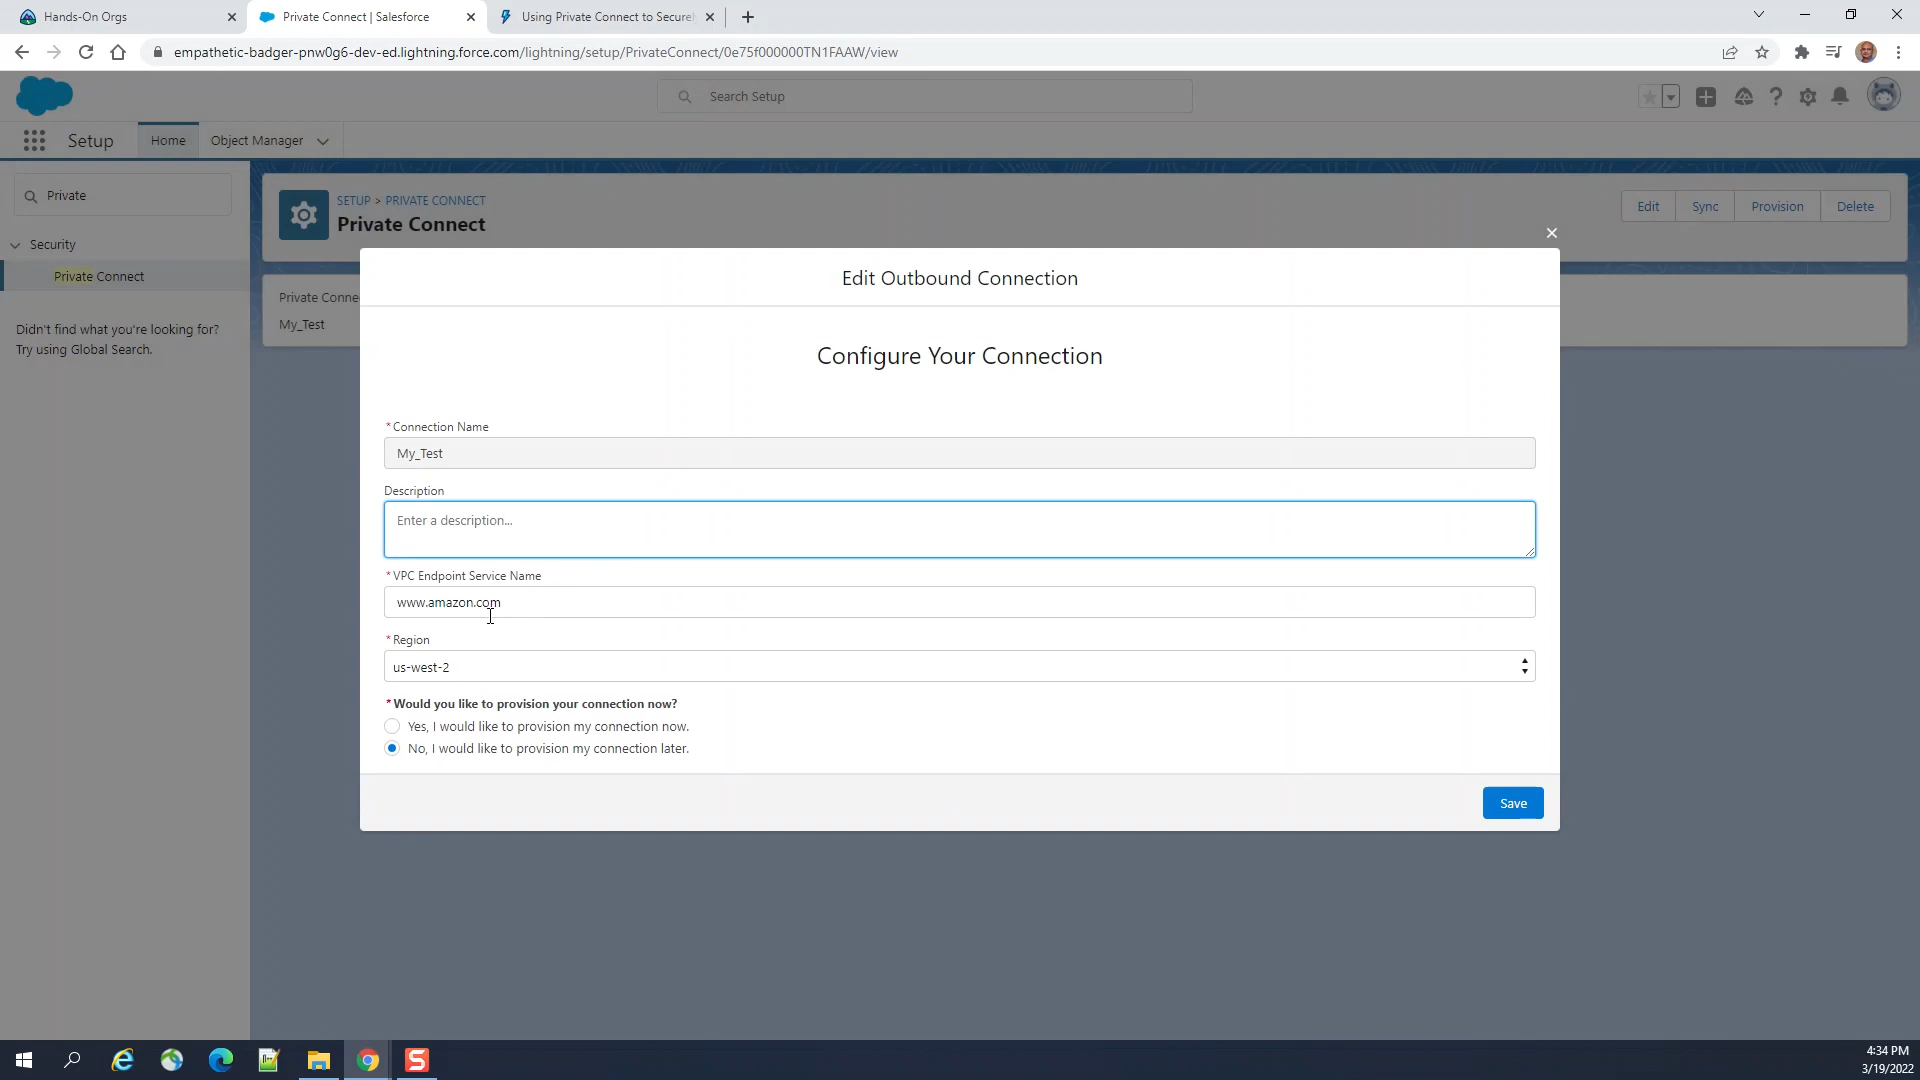 Hands-On Orgs
Private Connect | Salesforce
Using Private Connect to Secure
empathetic-badger-pnw0g6-dev-ed.lightning.force.com/lightning/setup/PrivateConnect/0e75f000000TN1FAAW/view
Search Setup
Setup
Home
Object Manager
Private
Security
Private Connect
Didn't find what you're looking for?
Try using Global Search.
SETUP > PRIVATE CONNECT
Private Connect
Edit
Sync
Provision
Delete
Private Conne
My_Test
Edit Outbound Connection
Configure Your Connection
* Connection Name
My_Test
Description
Enter a description...
* VPC Endpoint Service Name
www.amazon.com
* Region
us-west-2
* Would you like to provision your connection now?
Yes, I would like to provision my connection now.
No, I would like to provision my connection later.
Save
4:34 PM
3/19/2022